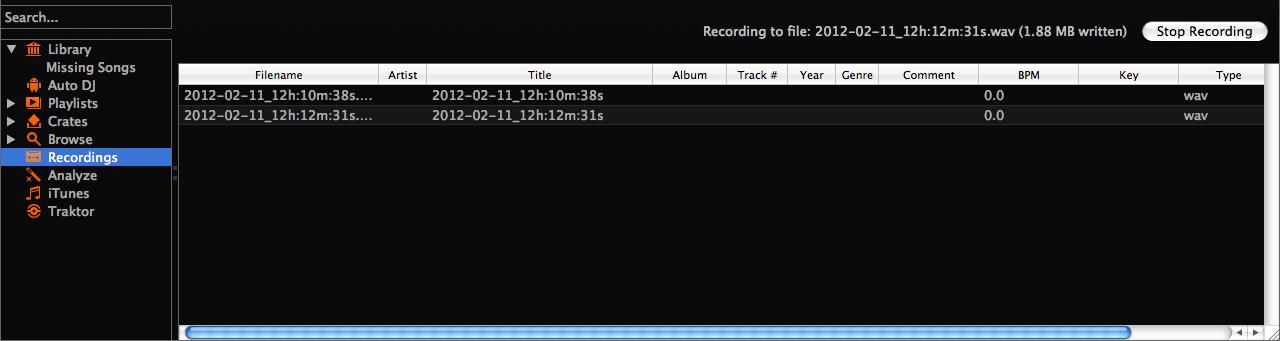 Search...
Recording to file: 2012-02-11_12h:12m:31s.wav (1.88 MB written) Stop Recording
Library
Missing Songs
Auto DJ
Playlists
Crates
Browse
Recordings
Analyze
iTunes
Traktor
Filename Artist Title Album Track # Year Genre Comment BPM Key Type
2012-02-11_12h:10m:38s.... 2012-02-11_12h:10m:38s 0.0 wav
2012-02-11_12h:12m:31s.... 2012-02-11_12h:12m:31s 0.0 wav